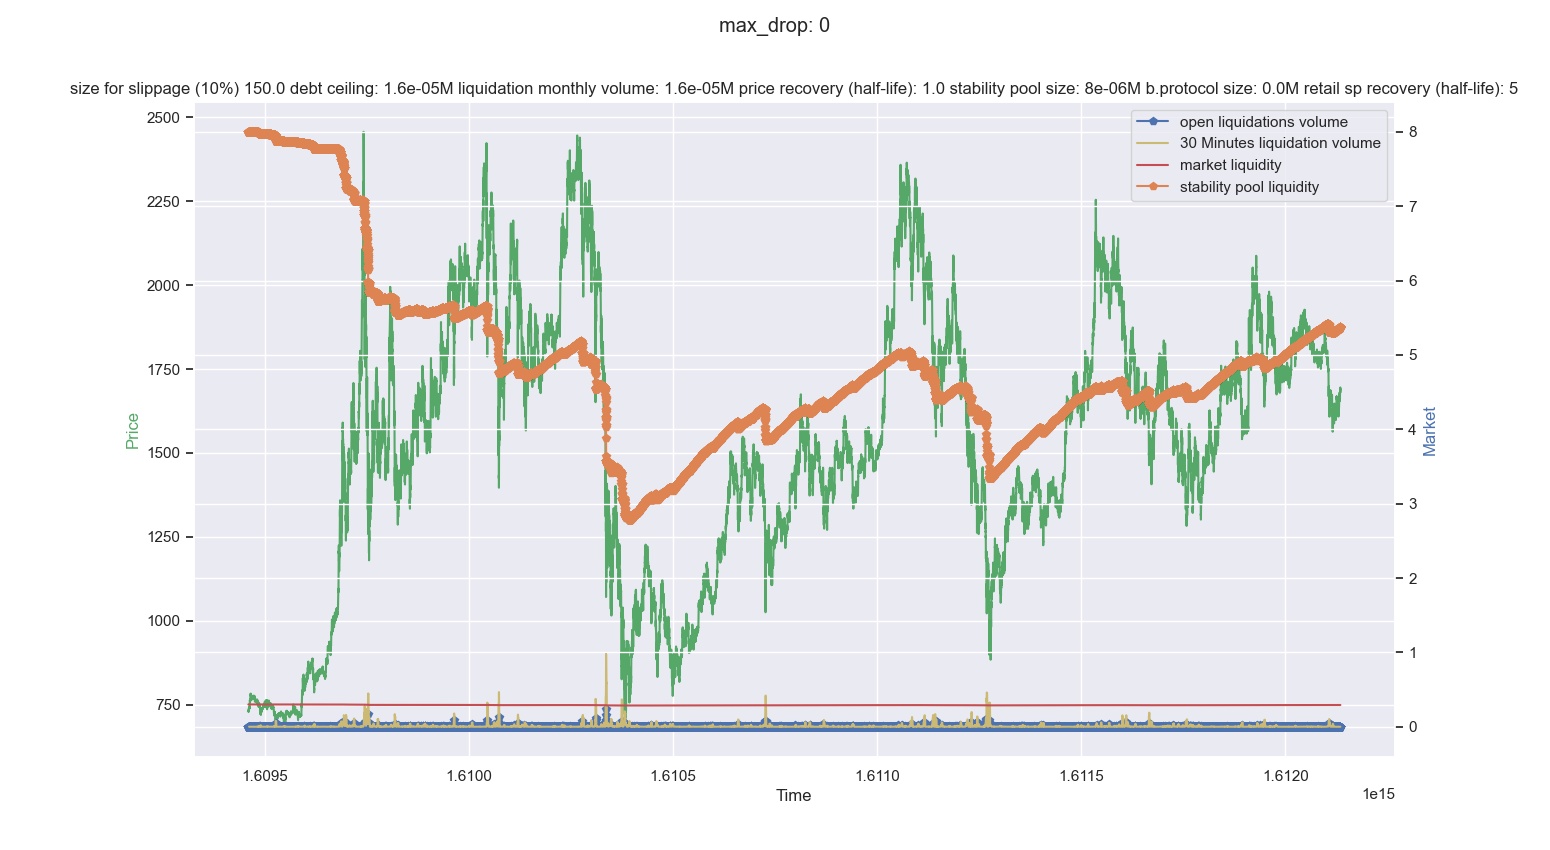 max_drop: 0
size for slippage (10%) 150.0 debt ceiling: 1.6e-05M liquidation monthly volume: 1.6e-05M price recovery (half-life): 1.0 stability pool size: 8e-06M b.protocol size: 0.0M retail sp recovery (half-life): 5
open liquidations volume
30 Minutes liquidation volume
market liquidity
stability pool liquidity
2500
2250
2000
1750
1500
1250
1000
750
Price
8
7
6
5
4
3
2
1
0
Market
1.6095 1.6100 1.6105 1.6110 1.6115 1.6120
Time
1e15